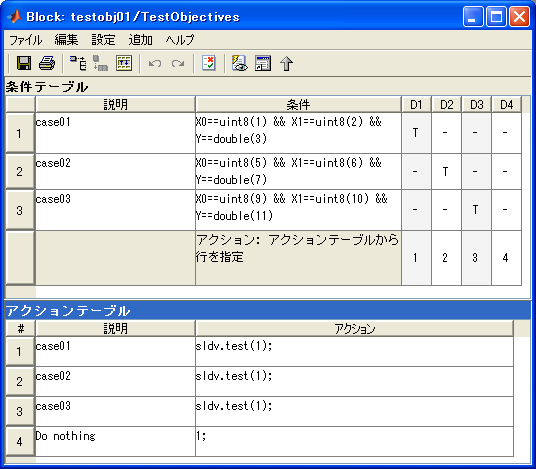 Block: testobj01/TestObjectives
ファイル 編集 設定 追加 ヘルプ
条件テーブル
説明 条件 D1 D2 D3 D4
1 case01 X0==uint8(1) && X1==uint8(2) && T - - -
Y==double(3)
2 case02 X0==uint8(5) && X1==uint8(6) && - T - -
Y==double(7)
3 case03 X0==uint8(9) && X1==uint8(10) && - - T -
Y==double(11)
アクション: アクションテーブルから 1 2 3 4
行を指定
アクションテーブル
# 説明 アクション
1 case01 sldv.test(1);
2 case02 sldv.test(1);
3 case03 sldv.test(1);
4 Do nothing 1;